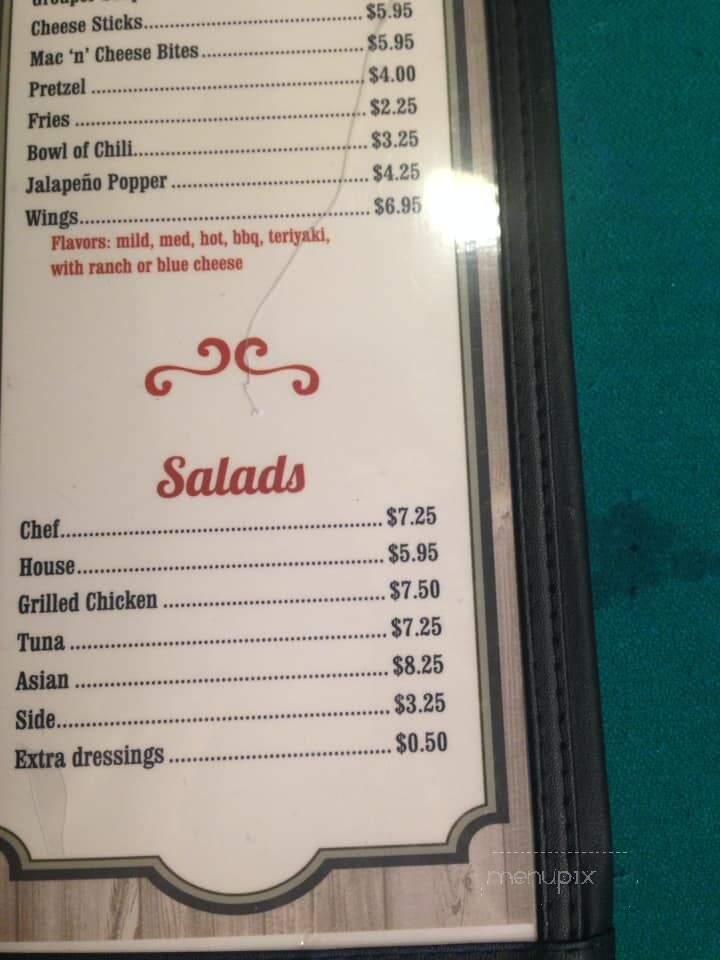 Cheese Sticks.................................... $5.95
Mac 'n' Cheese Bites........................... $5.95
Pretzel ............................................. $4.00
Fries ................................................ $2.25
Bowl of Chili...................................... $3.25
Jalapeño Popper ................................ $4.25
Wings................................................ $6.95
Flavors: mild, med, hot, bbq, teriyaki,
with ranch or blue cheese
Salads
Chef.................................................. $7.25
House................................................ $5.95
Grilled Chicken .................................. $7.50
Tuna ................................................. $7.25
Asian ................................................ $8.25
Side................................................... $3.25
Extra dressings .................................. $0.50
menupix